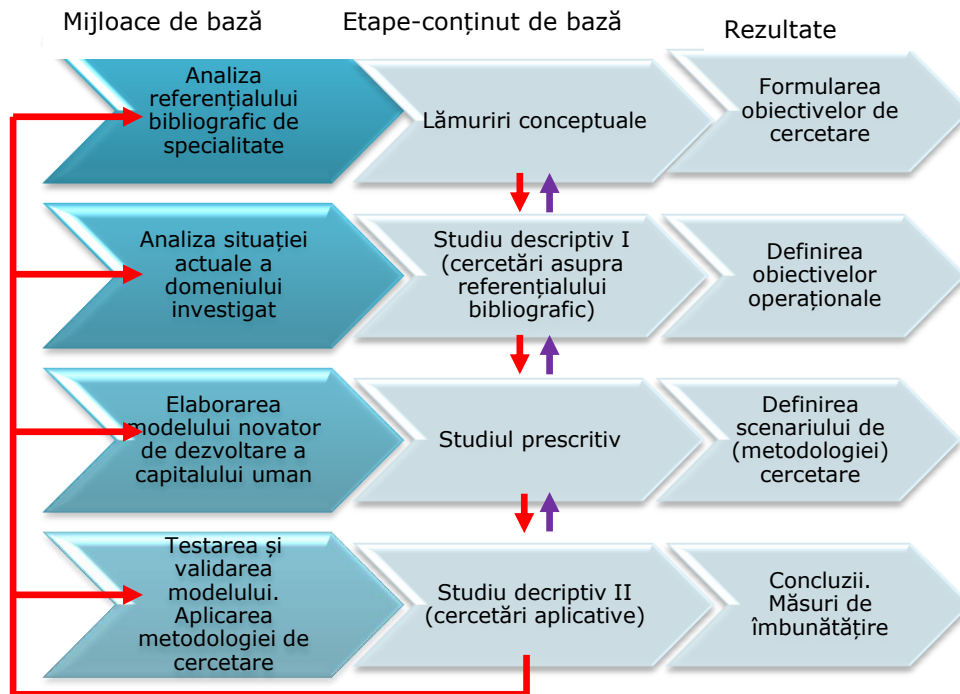 Mijloace de bază
Etape-conținut de bază
Rezultate
Analiza
referențialului
bibliografic de
specialitate
Lămuriri conceptuale
Formularea
obiectivelor de
cercetare
Analiza situației
actuale a
domeniului
investigat
Studiu descriptiv I
(cercetări asupra
referențialului
bibliografic)
Definirea
obiectivelor
operaționale
Elaborarea
modelului novator
de dezvoltare a
capitalului uman
Studiul prescritiv
Definirea
scenariului de
(metodologiei)
cercetare
Testarea și
validarea
modelului.
Aplicarea
metodologiei de
cercetare
Studiu decriptiv II
(cercetări aplicative)
Concluzii.
Măsuri de
îmbunătățire